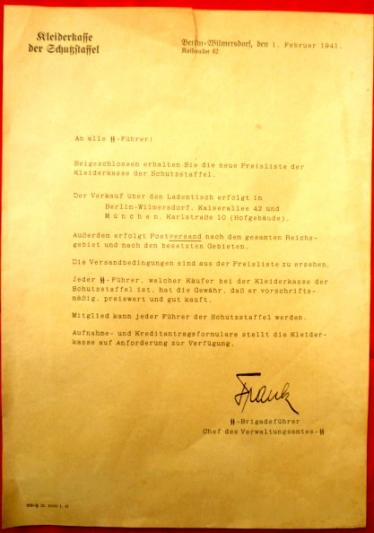 Kleiderkasse
der Schutzstaffel
Berlin-Wilmersdorf, den 1. Februar 1941.
Kaiserallee 42
An alle ᛋᛋ-Führer!
Beigeschlossen erhalten Sie die neue Preisliste der
Kleiderkasse der Schutzstaffel.
Der Verkauf über den Ladentisch erfolgt in
Berlin-Wilmersdorf, Kaiserallee 42 und
M ü n c h e n, Karlstraße 10 (Hofgebäude).
Außerdem erfolgt Postversand nach dem gesamten Reichs-
gebiet und nach den besetzten Gebieten.
Die Versandbedingungen sind aus der Preisliste zu ersehen.
Jeder ᛋᛋ-Führer, welcher Käufer bei der Kleiderkasse der
Schutzstaffel ist, hat die Gewähr, daß er vorschrifts-
mäßig, preiswert und gut kauft.
Mitglied kann jeder Führer der Schutzstaffel werden.
Aufnahme- und Kreditantragsformulare stellt die Kleider-
kasse auf Anforderung zur Verfügung.
Frank
ᛋᛋ-Brigadeführer
Chef des Verwaltungsamtes-ᛋᛋ